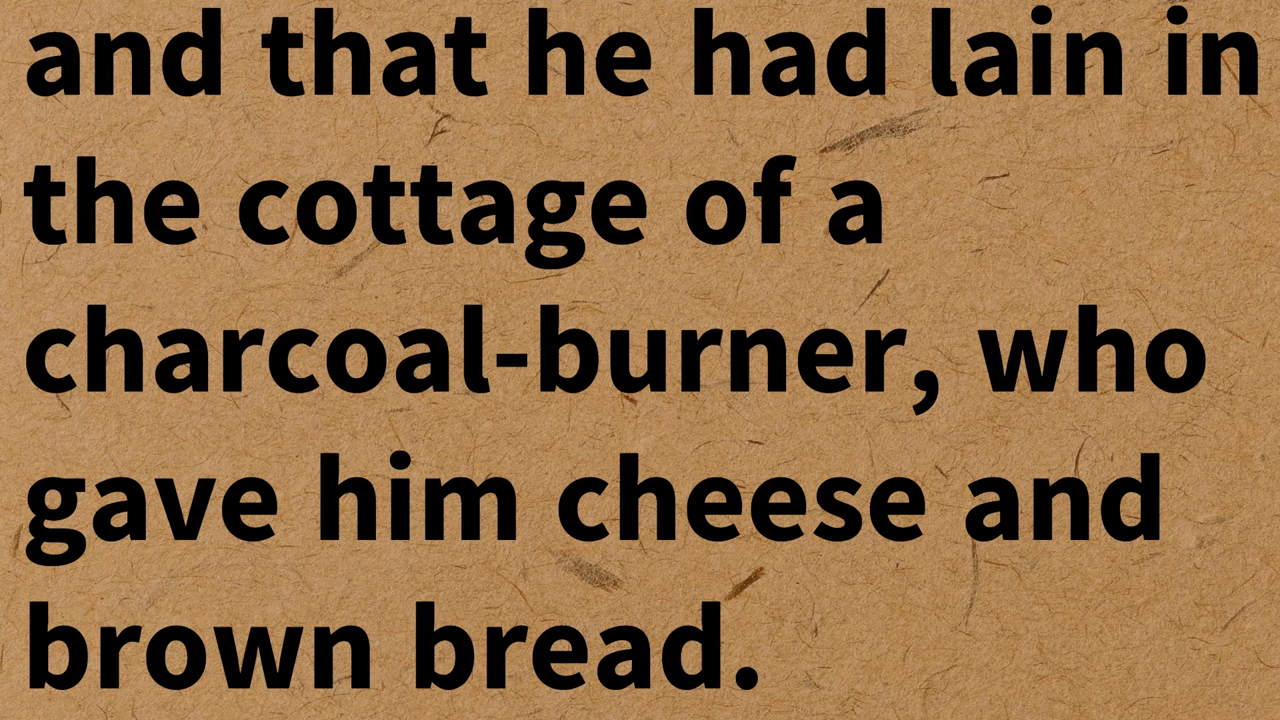 and that he had lain in
the cottage of a
charcoal-burner, who
gave him cheese and
brown bread.